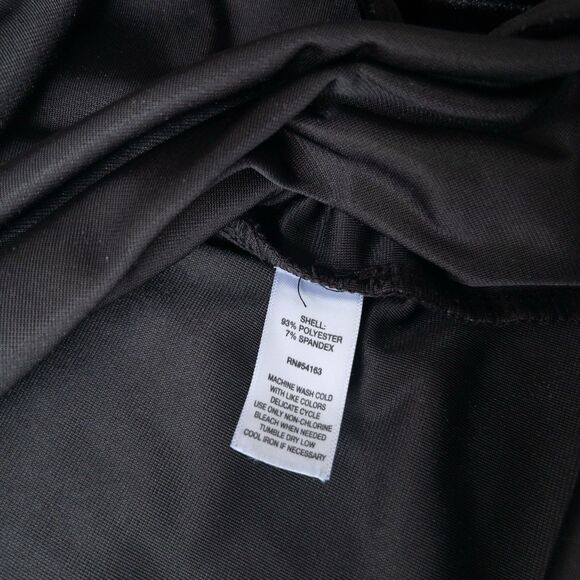 SHELL:
93% POLYESTER
7% SPANDEX
RN#54163
MACHINE WASH COLD
WITH LIKE COLORS
DELICATE CYCLE
USE ONLY NON-CHLORINE
BLEACH WHEN NEEDED
TUMBLE DRY LOW
COOL IRON IF NECESSARY